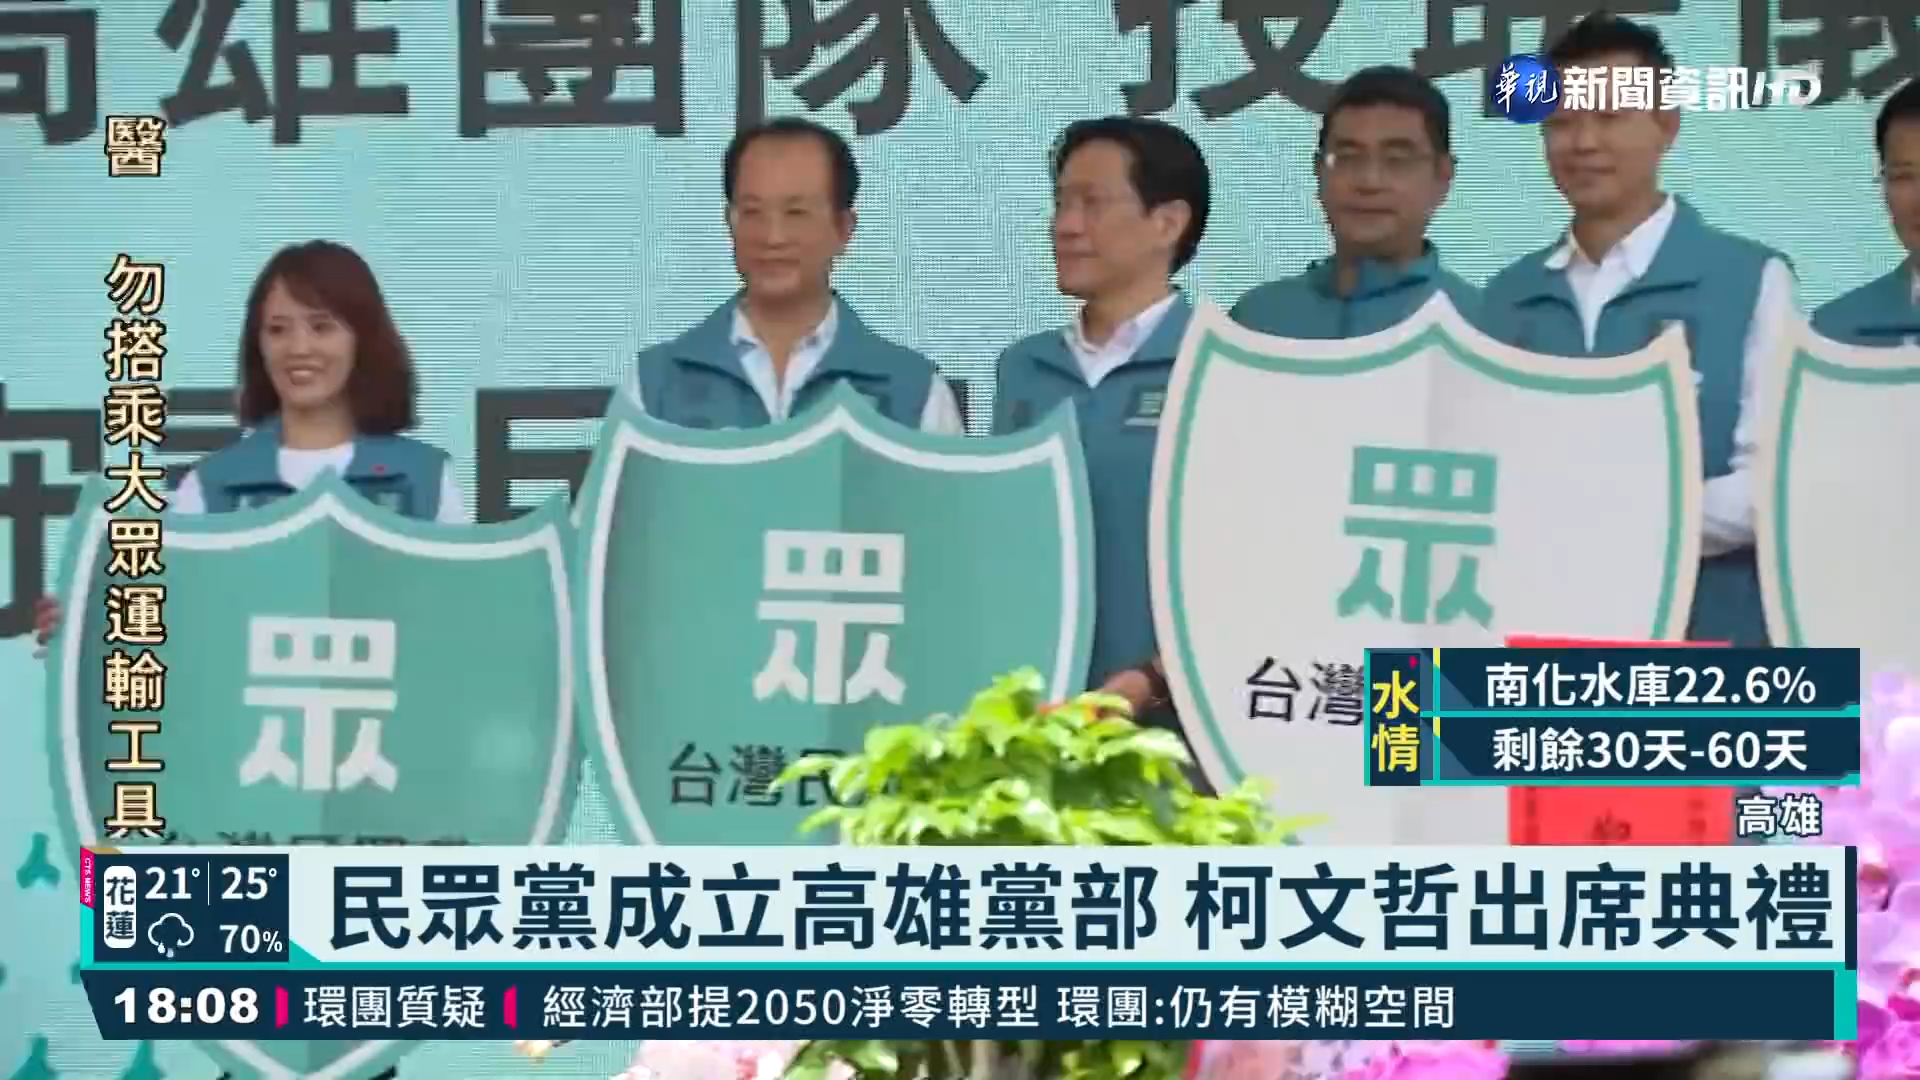 高雄團隊 授
華視 新聞資訊HD
醫 勿搭乘大眾運輸工具
眾
眾
台灣民
眾
台灣
水情
南化水庫22.6%
剩餘30天-60天
高雄
CTS NEWS
花蓮
21° 25°
70%
民眾黨成立高雄黨部 柯文哲出席典禮
18:08 環團質疑 經濟部提2050淨零轉型 環團:仍有模糊空間